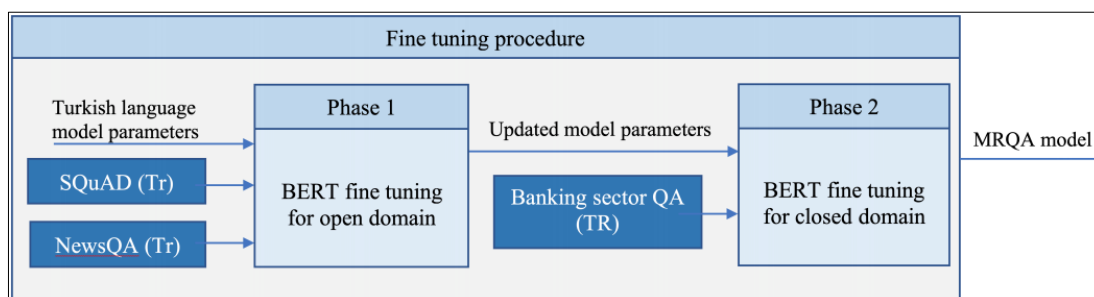 Fine tuning procedure
Turkish language
model parameters
SQuAD (Tr)
NewsQA (Tr)
Phase 1
BERT fine tuning
for open domain
Updated model parameters
Banking sector QA
(TR)
Phase 2
BERT fine tuning
for closed domain
MRQA model